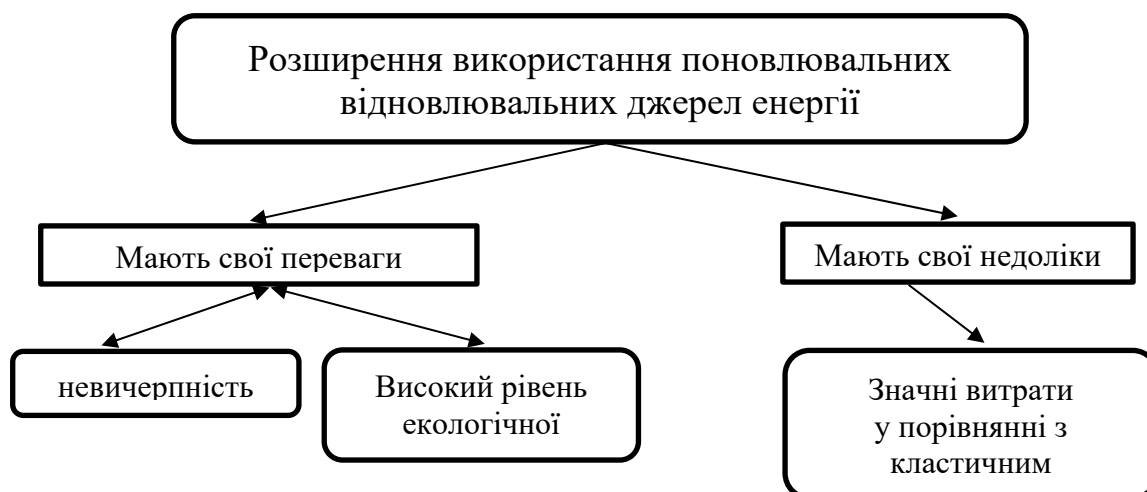 Розширення використання поновлювальних
відновлювальних джерел енергії
Мають свої переваги
Мають свої недоліки
невичерпність
Високий рівень
екологічної
Значні витрати
у порівнянні з
кластичним